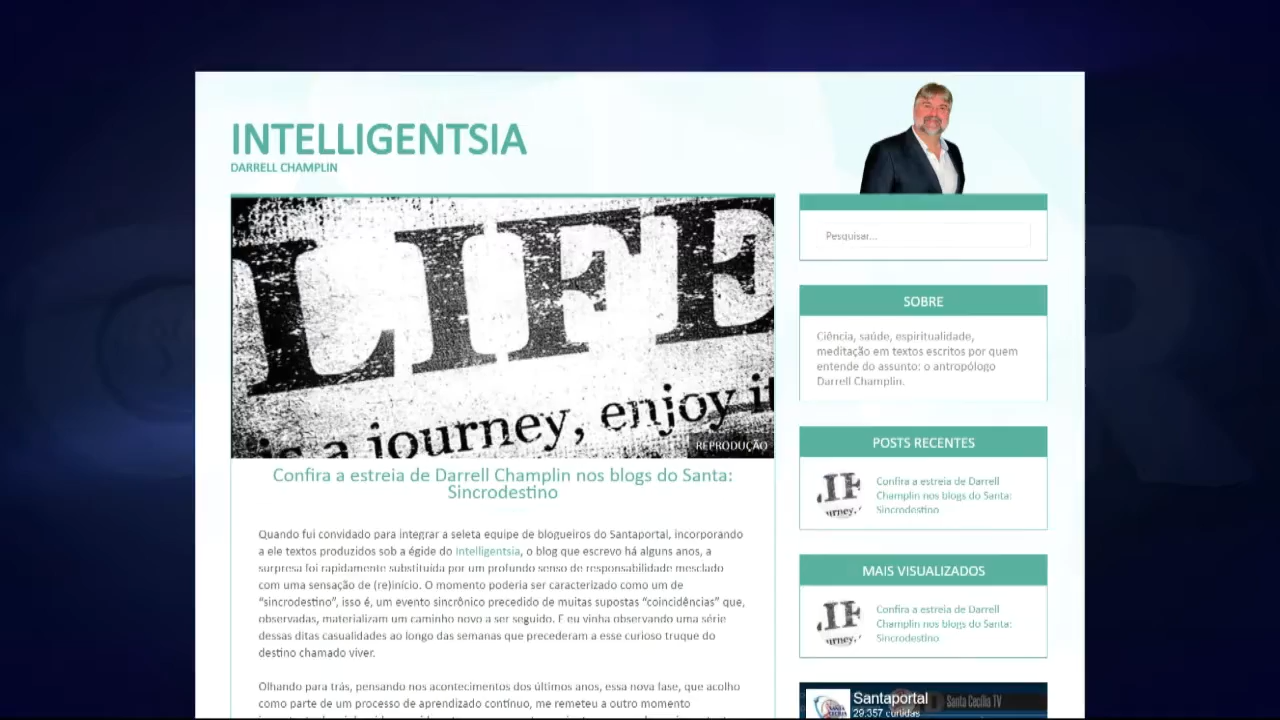 INTELLIGENTSIA
DARRELL CHAMPLIN
LIFE
is a journey, enjoy it
REPRODUÇÃO
Confira a estreia de Darrell Champlin nos blogs do Santa:
Sincrodestino
Quando fui convidado para integrar a seleta equipe de blogueiros do Santaportal, incorporando
a ele textos produzidos sob a égide do Intelligentsia, o blog que escrevo há alguns anos, a
surpresa foi rapidamente substituída por um profundo senso de responsabilidade mesclado
com uma sensação de (re)início. O momento poderia ser caracterizado como um de
“sincrodestino”, isso é, um evento sincrônico precedido de muitas supostas “coincidências” que,
observadas, materializam um caminho novo a ser seguido. E eu vinha observando uma série
dessas ditas casualidades ao longo das semanas que precederam a esse curioso truque do
destino chamado viver.
Olhando para trás, pensando nos acontecimentos dos últimos anos, essa nova fase, que acolho
como parte de um processo de aprendizado contínuo, me remeteu a outro momento
Pesquisar...
SOBRE
Ciência, saúde, espiritualidade,
meditação em textos escritos por quem
entende do assunto: o antropólogo
Darrell Champlin.
POSTS RECENTES
Confira a estreia de Darrell
Champlin nos blogs do Santa:
Sincrodestino
MAIS VISUALIZADOS
Confira a estreia de Darrell
Champlin nos blogs do Santa:
Sincrodestino
Santaportal
Santa Cecília TV
29.357 curtidas